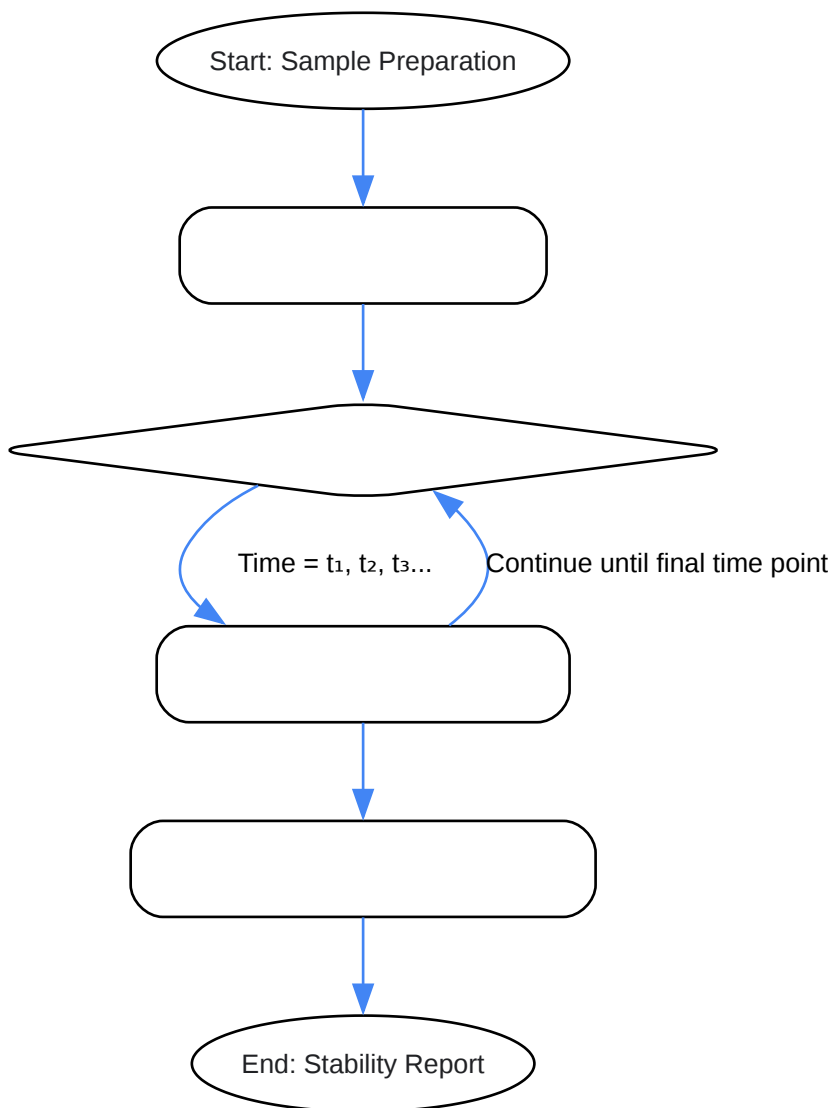 Start: Sample Preparation
Time = t₁, t₂, t₃...
Continue until final time point
End: Stability Report